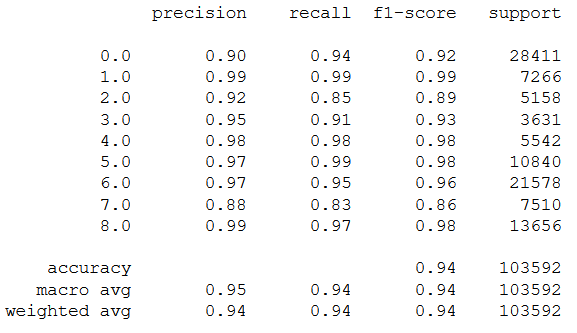 precision recall f1-score support
0.0 0.90 0.94 0.92 28411
1.0 0.99 0.99 0.99 7266
2.0 0.92 0.85 0.89 5158
3.0 0.95 0.91 0.93 3631
4.0 0.98 0.98 0.98 5542
5.0 0.97 0.99 0.98 10840
6.0 0.97 0.95 0.96 21578
7.0 0.88 0.83 0.86 7510
8.0 0.99 0.97 0.98 13656
accuracy 0.94 103592
macro avg 0.95 0.94 0.94 103592
weighted avg 0.94 0.94 0.94 103592